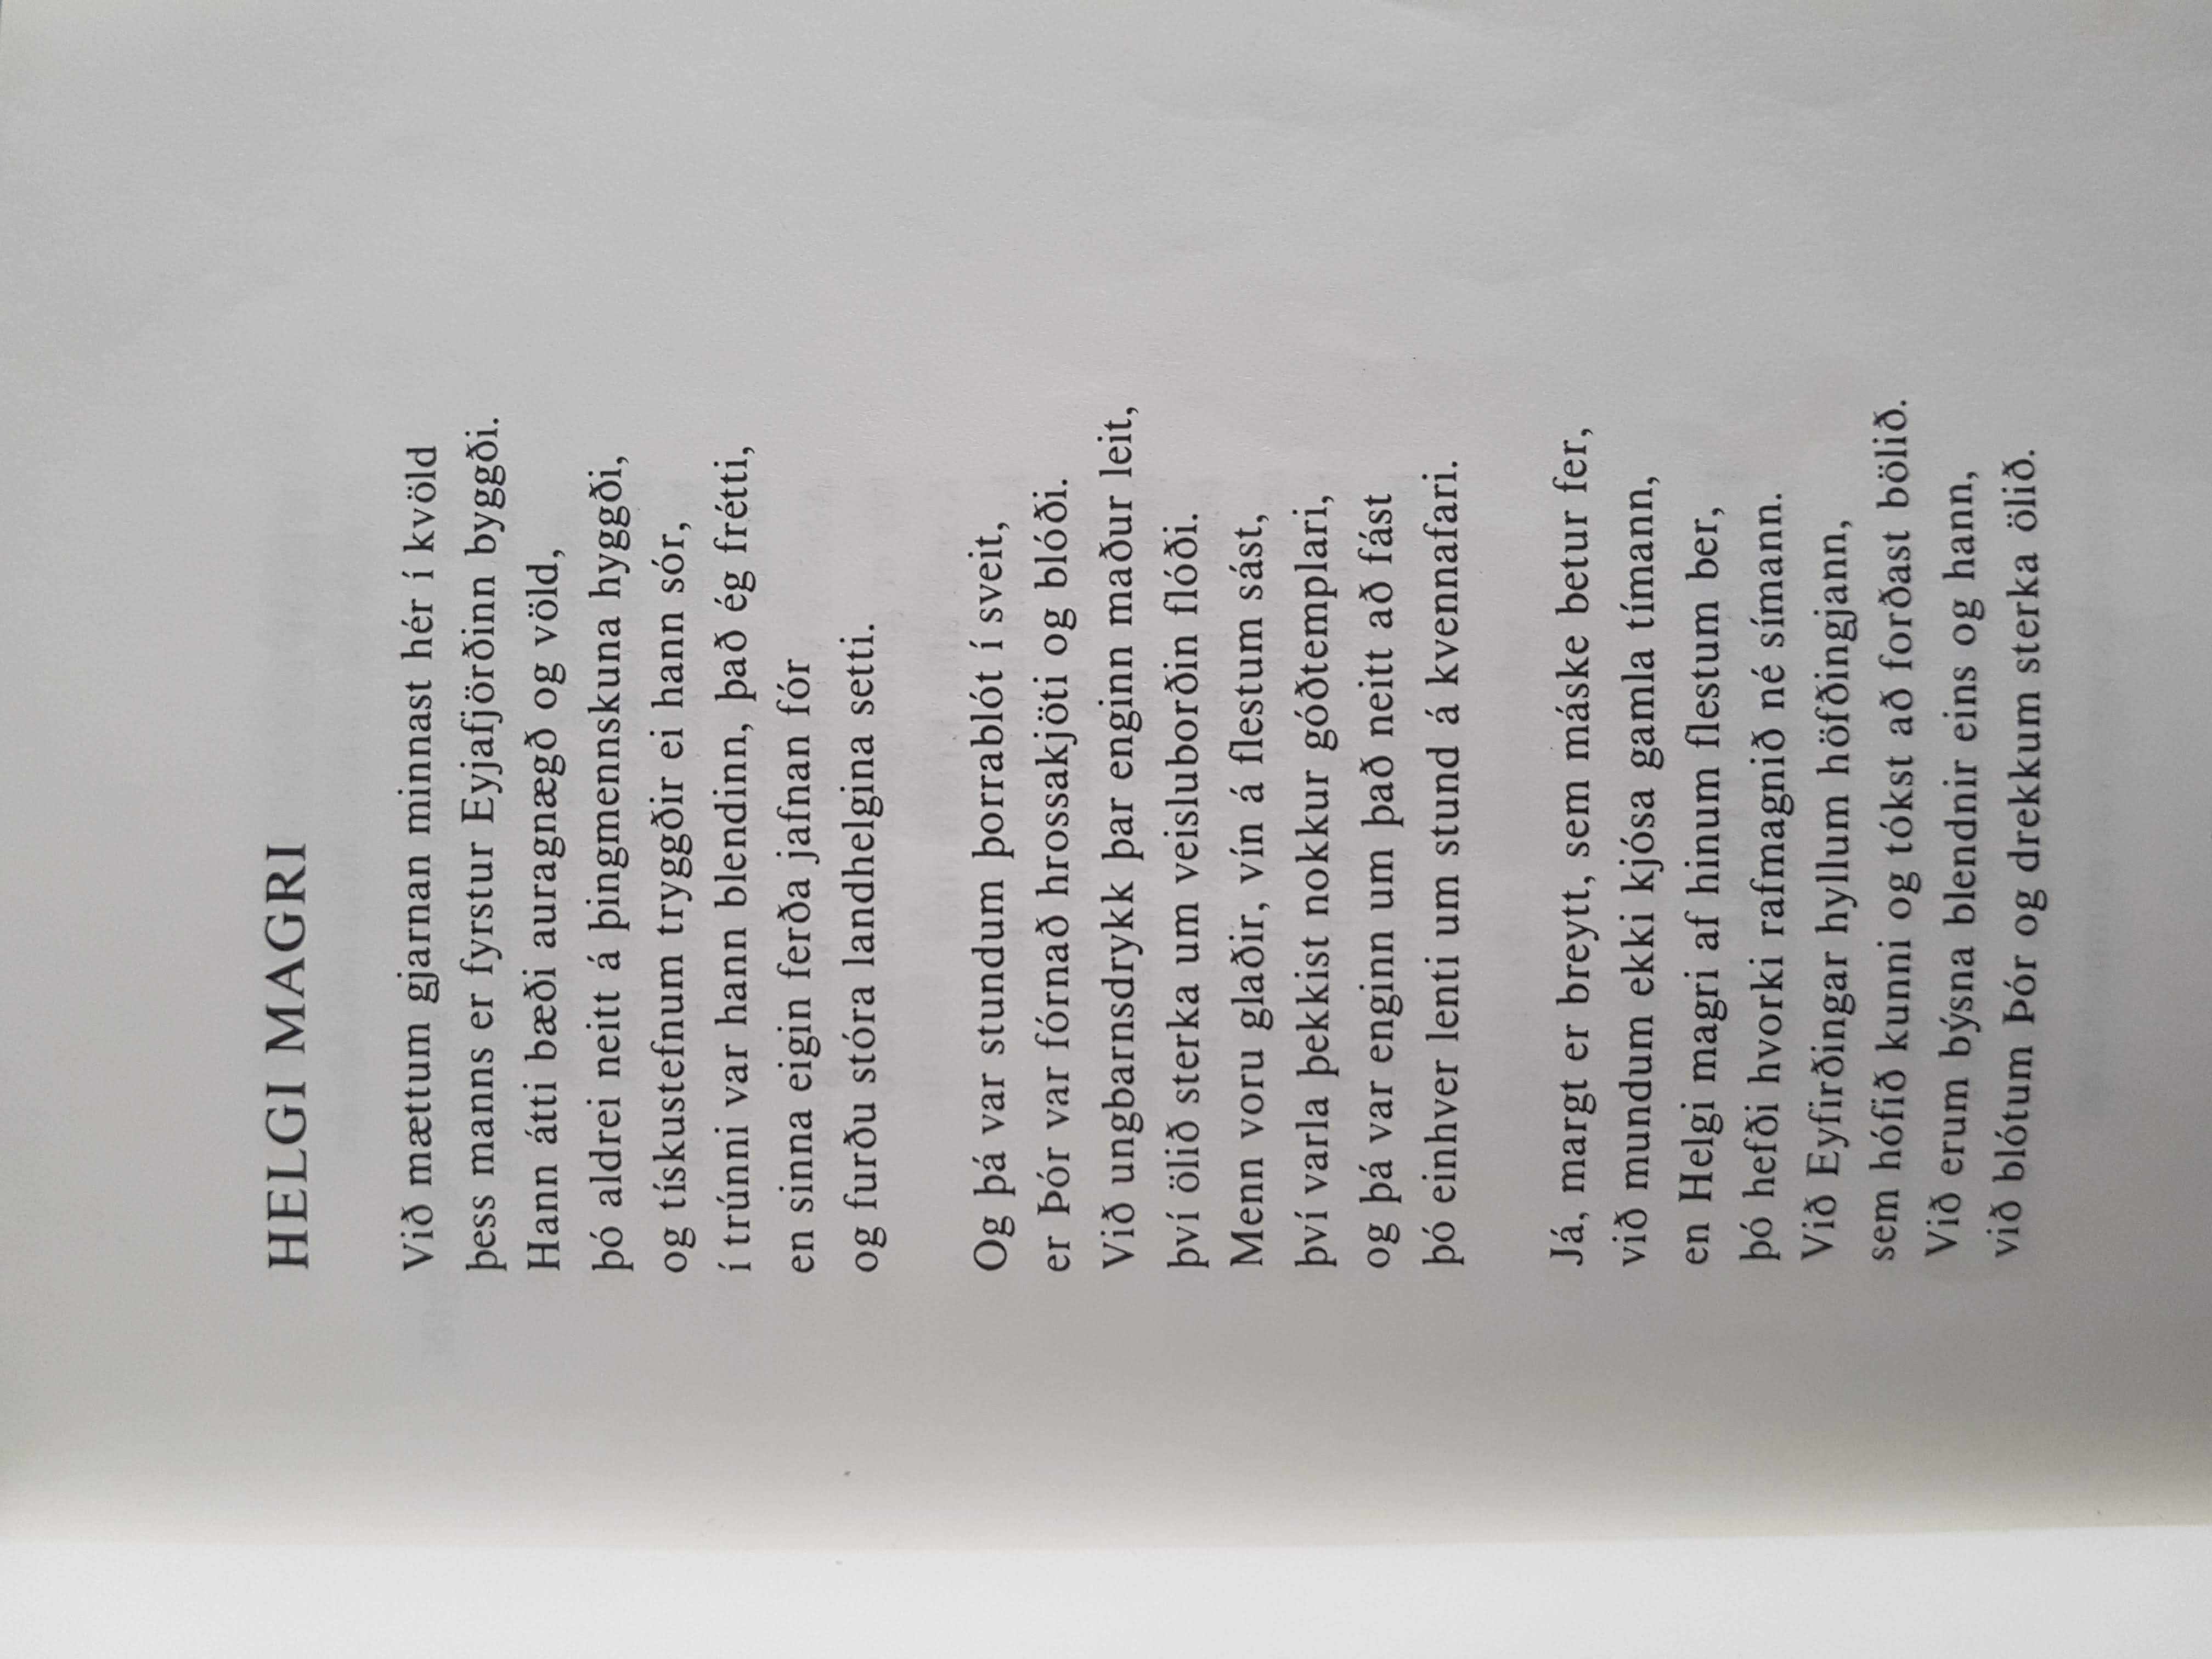 HELGI MAGRI
Við mættum gjarnan minnast hér í kvöld
þess manns er fyrstur Eyjafjörðinn byggði.
Hann átti bæði auragnægð og völd,
þó aldrei neitt á þingmennskuna hyggði,
og tískustefnum tryggðir ei hann sór,
í trúnni var hann blendinn, það ég frétti,
en sinna eigin ferða jafnan fór
og furðu stóra landhelgina setti.
Og þá var stundum þorrablót í sveit,
er Þór var fórnað hrossakjöti og blóði.
Við ungbarnsdrykk þar enginn maður leit,
því ölið sterka um veisluborðin flóði.
Menn voru glaðir, vín á flestum sást,
því varla þekkist nokkur góðtemplari,
og þá var enginn um það neitt að fást
þó einhver lenti um stund á kvennafari.
Já, margt er breytt, sem máske betur fer,
við mundum ekki kjósa gamla tímann,
en Helgi magri af hinum flestum ber,
þó hefði hvorki rafmagnið né símann.
Við Eyfirðingar hyllum höfðingjann,
sem hófið kunni og tókst að forðast bölið.
Við erum býsna blendnir eins og hann,
við blótum Þór og drekkum sterka ölið.